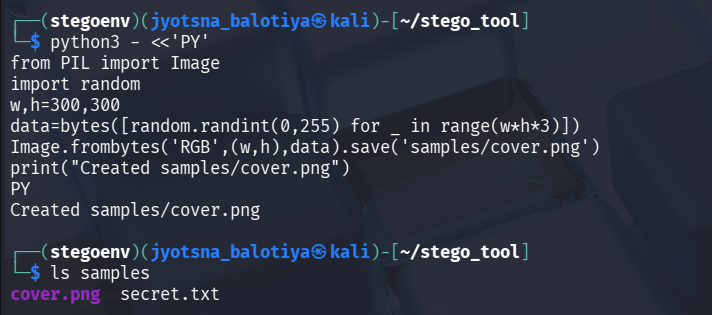 ┌──(stegoenv)(jyotsna_balotiya㉿kali)-[~/stego_tool]
└─$ python3 - <<'PY'
from PIL import Image
import random
w,h=300,300
data=bytes([random.randint(0,255) for _ in range(w*h*3)])
Image.frombytes('RGB',(w,h),data).save('samples/cover.png')
print("Created samples/cover.png")
PY
Created samples/cover.png
┌──(stegoenv)(jyotsna_balotiya㉿kali)-[~/stego_tool]
└─$ ls samples
cover.png  secret.txt